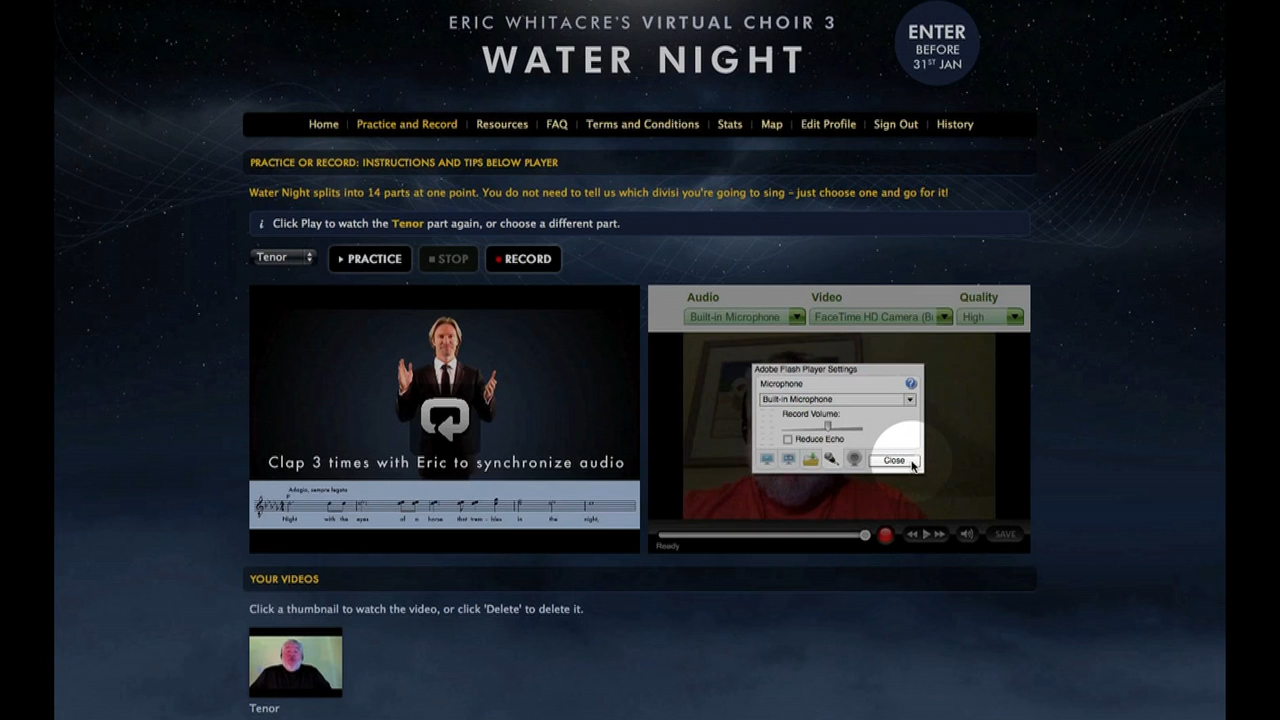 ERIC WHITACRE'S VIRTUAL CHOIR 3
WATER NIGHT
ENTER
BEFORE
31ST JAN
Home
Practice and Record
Resources
FAQ
Terms and Conditions
Stats
Map
Edit Profile
Sign Out
History
PRACTICE OR RECORD: INSTRUCTIONS AND TIPS BELOW PLAYER
Water Night splits into 14 parts at one point. You do not need to tell us which divisi you're going to sing – just choose one and go for it!
i Click Play to watch the Tenor part again, or choose a different part.
Tenor
PRACTICE
STOP
RECORD
Clap 3 times with Eric to synchronize audio
Adagio, sempre legato
P
Night with the eyes of a horse that trem - bles in the night,
Audio
Video
Quality
Built-in Microphone
FaceTime HD Camera (Bu
High
Adobe Flash Player Settings
Microphone
?
Built-in Microphone
Record Volume:
Reduce Echo
Close
SAVE
Ready
YOUR VIDEOS
Click a thumbnail to watch the video, or click 'Delete' to delete it.
Tenor